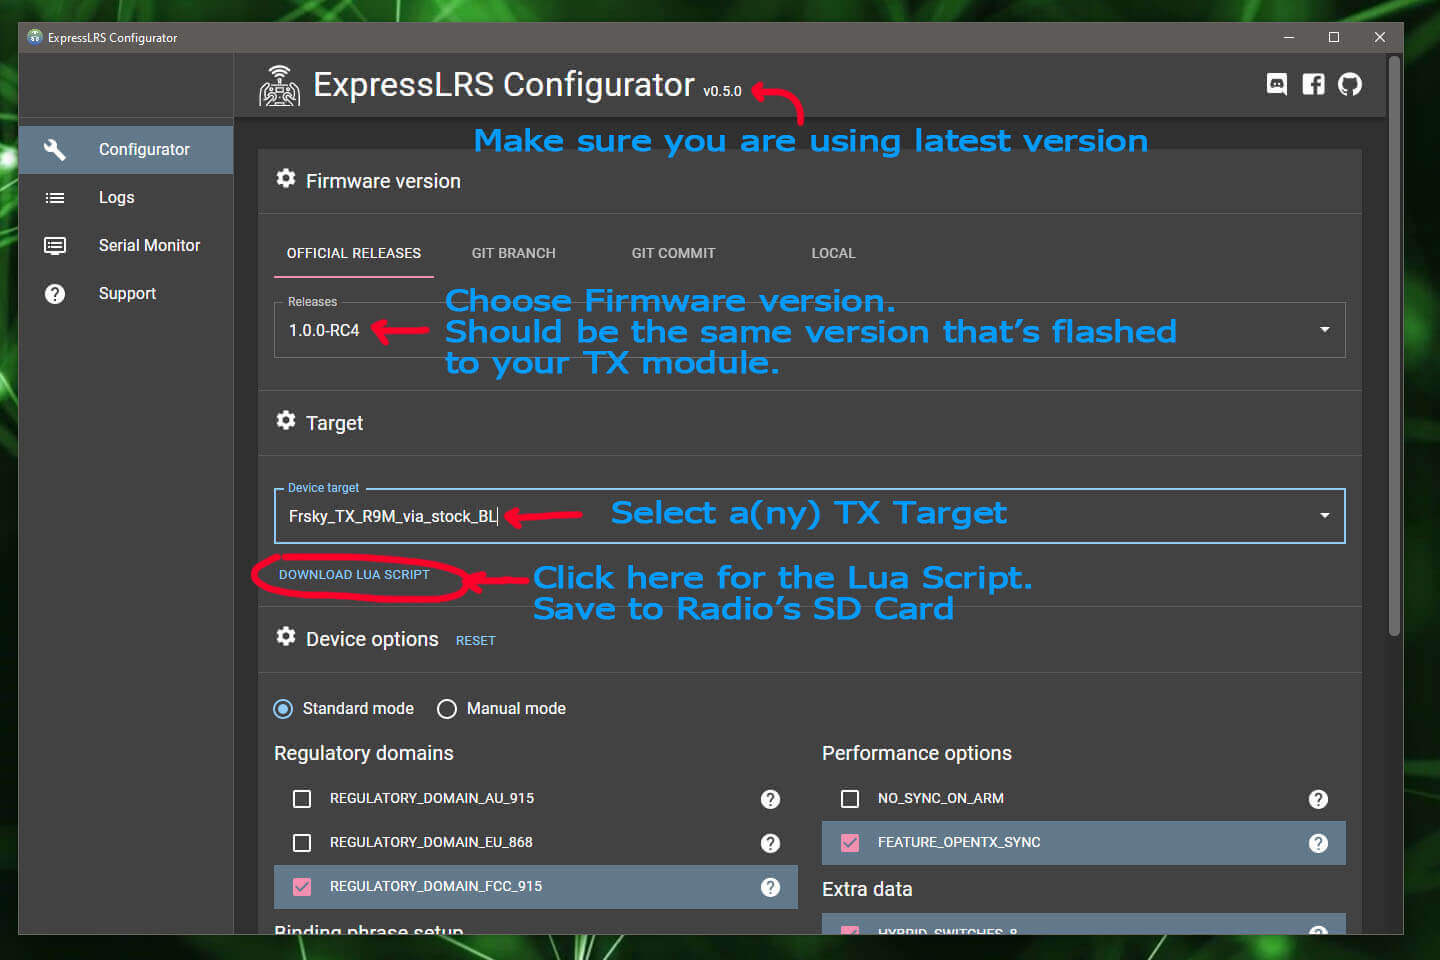 ExpressLRS Configurator
ExpressLRS Configurator v0.5.0
Make sure you are using latest version
Configurator
Logs
Serial Monitor
Support
Firmware version
OFFICIAL RELEASES GIT BRANCH GIT COMMIT LOCAL
Releases
1.0.0-RC4
Choose Firmware version.
Should be the same version that's flashed
to your TX module.
Target
Device target
Frsky_TX_R9M_via_stock_BL
Select a(ny) TX Target
DOWNLOAD LUA SCRIPT
Click here for the Lua Script.
Save to Radio's SD Card
Device options RESET
Standard mode Manual mode
Regulatory domains
REGULATORY_DOMAIN_AU_915
REGULATORY_DOMAIN_EU_868
REGULATORY_DOMAIN_FCC_915
Binding phrase setup
Performance options
NO_SYNC_ON_ARM
FEATURE_OPENTX_SYNC
Extra data
HYBRID_SWITCHES_8